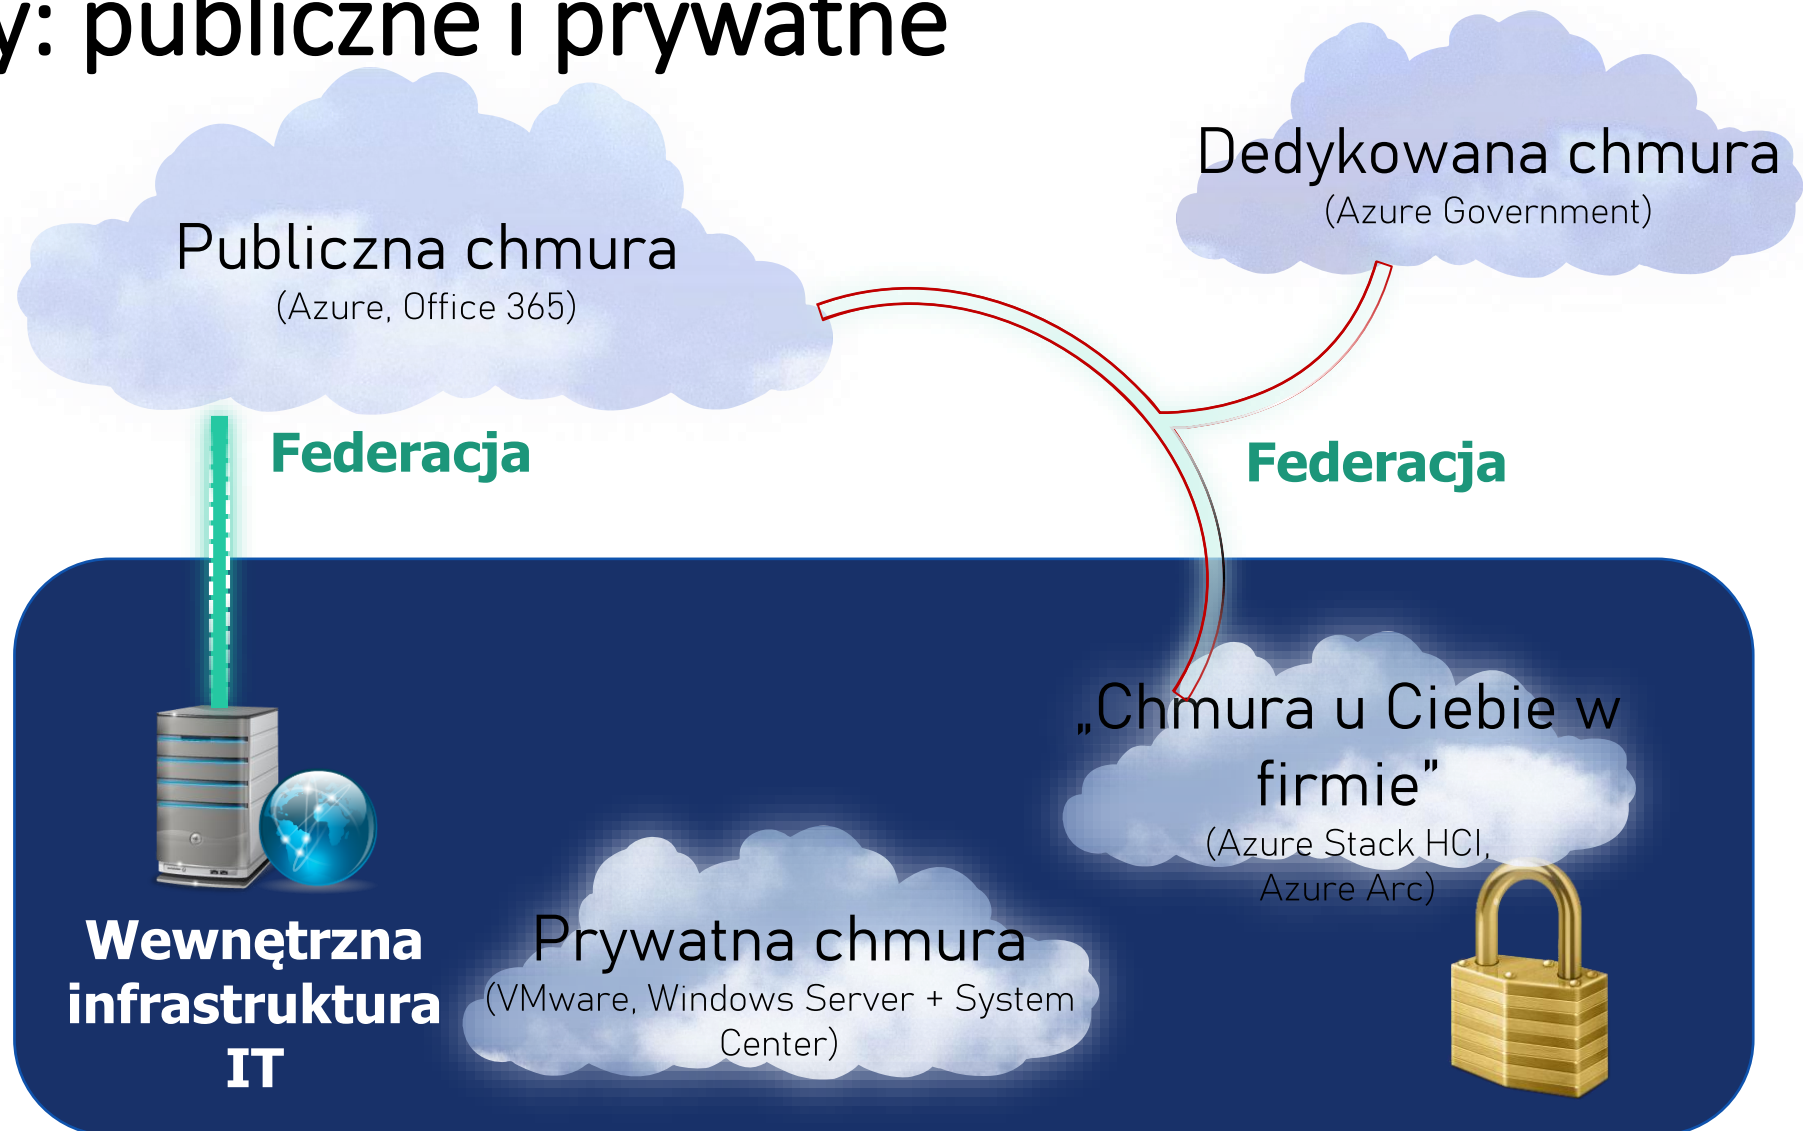 y: publiczne i prywatne
Dedykowana chmura
(Azure Government)
Publiczna chmura
(Azure, Office 365)
Federacja
Federacja
„Chmura u Ciebie w
firmie”
(Azure Stack HCI,
Azure Arc)
Wewnętrzna
infrastruktura
IT
Prywatna chmura
(VMware, Windows Server + System
Center)